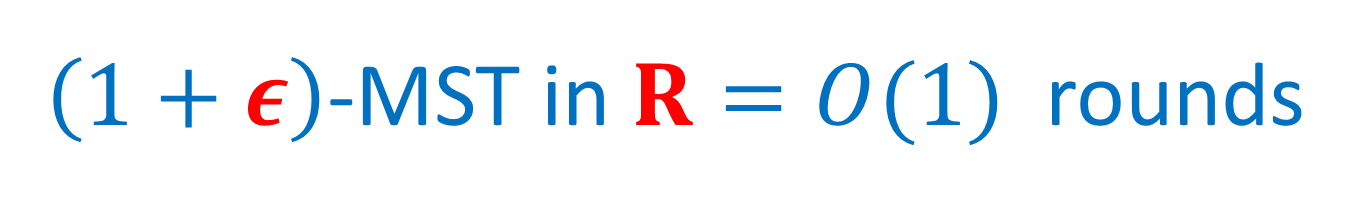 (1 + ϵ)-MST in R = O(1) rounds